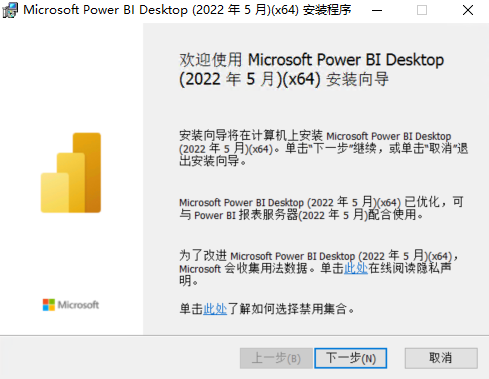 Microsoft Power BI Desktop (2022 年 5 月)(x64) 安装程序
欢迎使用 Microsoft Power BI Desktop
(2022 年 5 月)(x64) 安装向导
安装向导将在计算机上安装 Microsoft Power BI Desktop
(2022 年 5 月)(x64)。单击“下一步”继续，或单击“取消”退
出安装向导。
Microsoft Power BI Desktop (2022 年 5 月)(x64) 已优化，可
与 Power BI 报表服务器(2022 年 5 月)配合使用。
为了改进 Microsoft Power BI Desktop (2022 年 5 月)(x64)，
Microsoft 会收集用法数据。单击此处在线阅读隐私声
明。
Microsoft
单击此处了解如何选择禁用集合。
上一步(B)
下一步(N)
取消